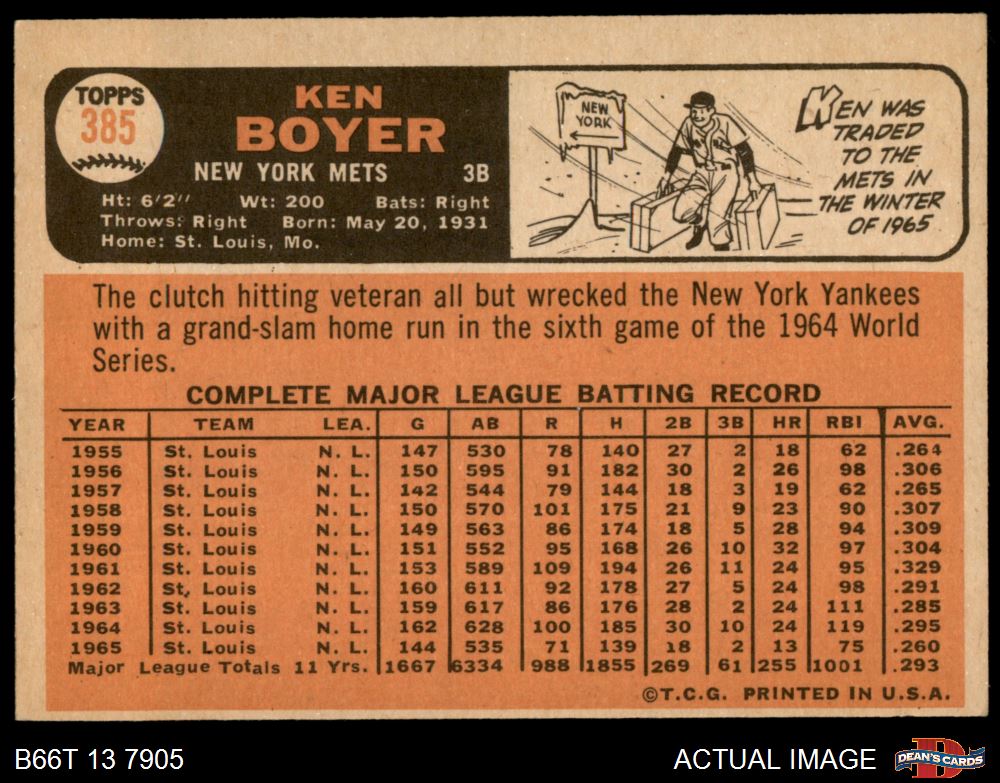 TOPPS
385
KEN
BOYER
NEW YORK METS 3B
Ht: 6'2" Wt: 200 Bats: Right
Throws: Right Born: May 20, 1931
Home: St. Louis, Mo.
NEW
YORK
KEN WAS
TRADED
TO THE
METS IN
THE WINTER
OF 1965
The clutch hitting veteran all but wrecked the New York Yankees
with a grand-slam home run in the sixth game of the 1964 World
Series.
COMPLETE MAJOR LEAGUE BATTING RECORD
YEAR TEAM LEA. G AB R H 2B 3B HR RBI AVG.
1955 St. Louis N. L. 147 530 78 140 27 2 18 62 .264
1956 St. Louis N. L. 150 595 91 182 30 2 26 98 .306
1957 St. Louis N. L. 142 544 79 144 18 3 19 62 .265
1958 St. Louis N. L. 150 570 101 175 21 9 23 90 .307
1959 St. Louis N. L. 149 563 86 174 18 5 28 94 .309
1960 St. Louis N. L. 151 552 95 168 26 10 32 97 .304
1961 St. Louis N. L. 153 589 109 194 26 11 24 95 .329
1962 St. Louis N. L. 160 611 92 178 27 5 24 98 .291
1963 St. Louis N. L. 159 617 86 176 28 2 24 111 .285
1964 St. Louis N. L. 162 628 100 185 30 10 24 119 .295
1965 St. Louis N. L. 144 535 71 139 18 2 13 75 .260
Major League Totals 11 Yrs. 1667 6334 988 1855 269 61 255 1001 .293
©T.C.G. PRINTED IN U.S.A.
B66T 13 7905 ACTUAL IMAGE
DEAN'S CARDS